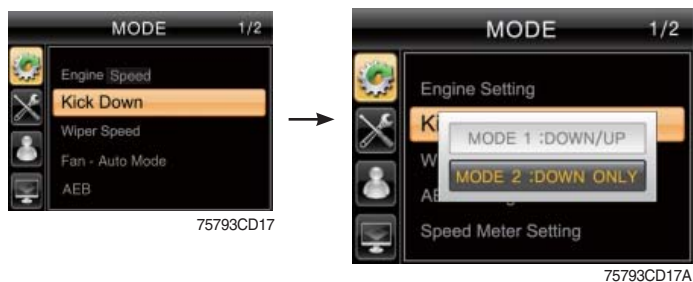 MODE 1/2
Engine Speed
Kick Down
Wiper Speed
Fan - Auto Mode
AEB
75793CD17
MODE 1/2
Engine Setting
Ki
MODE 1 :DOWN/UP
W
MODE 2 :DOWN ONLY
AE
Speed Meter Setting
75793CD17A